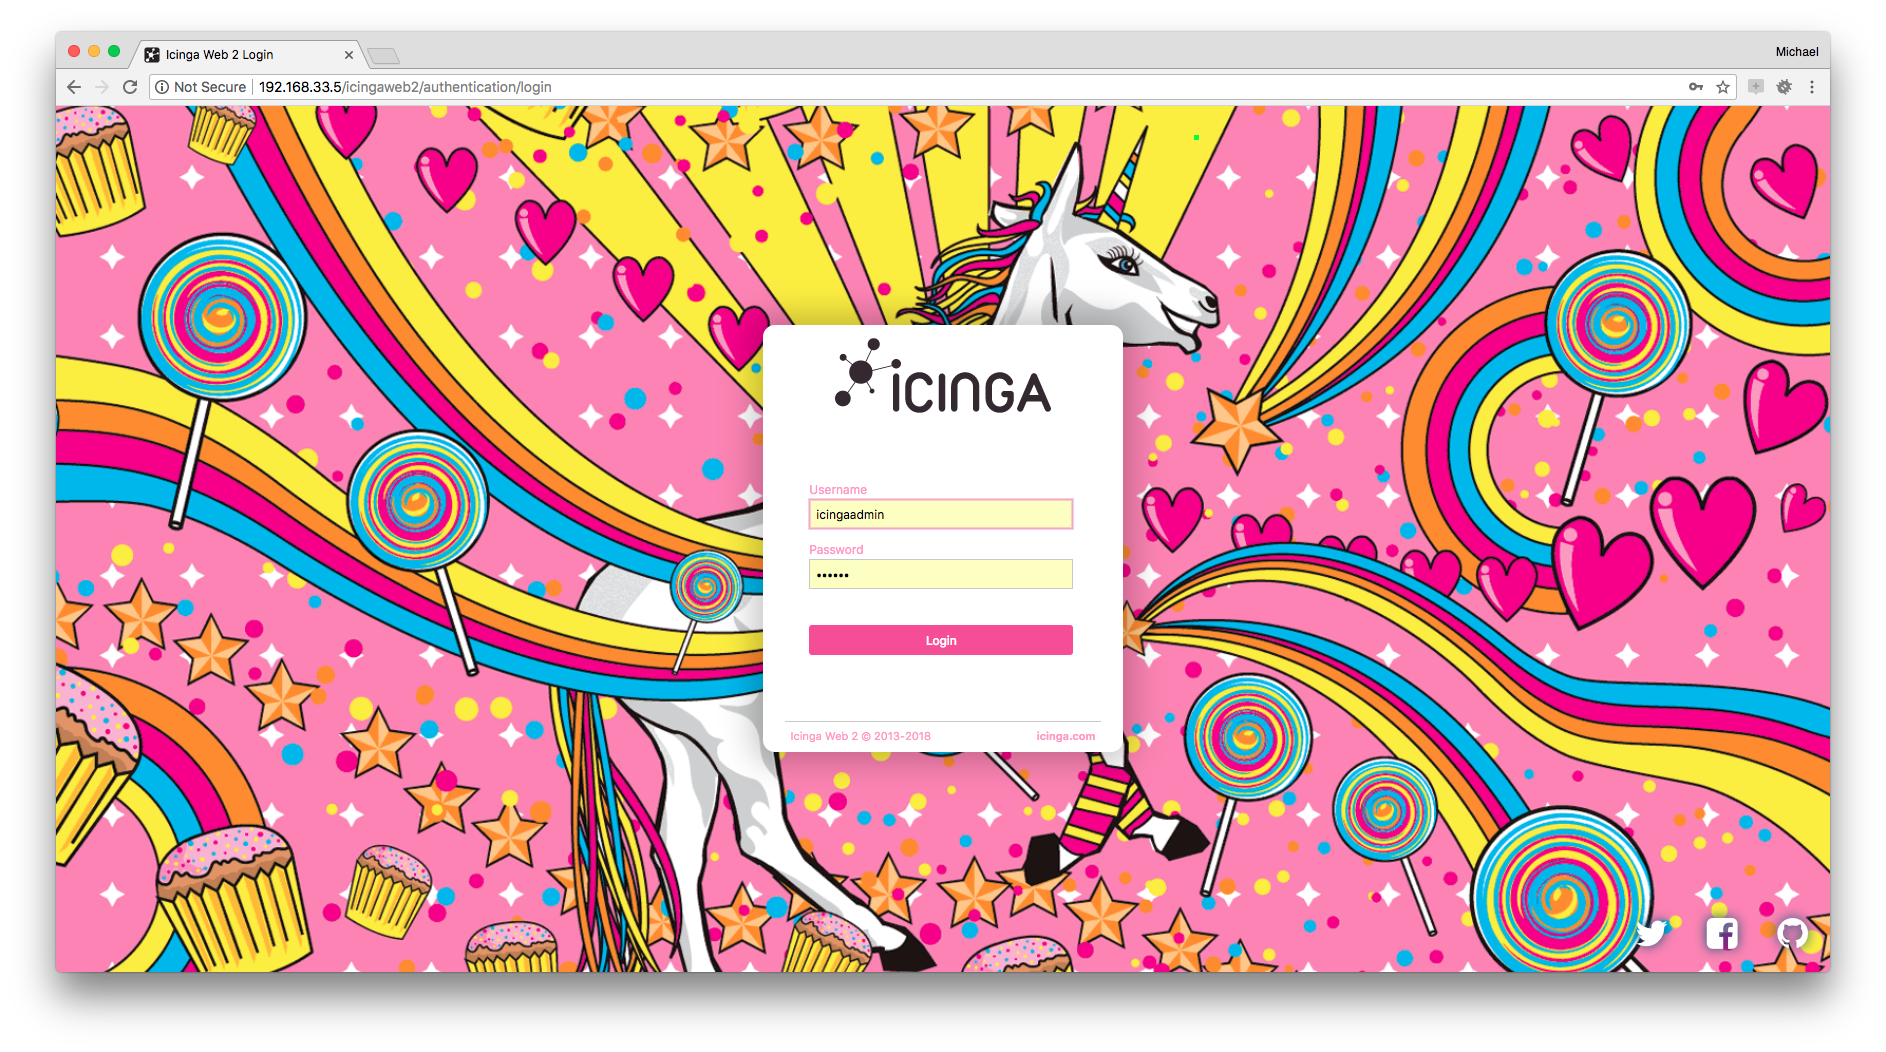 Icinga Web 2 Login
Michael
Not Secure
192.168.33.5/icingaweb2/authentication/login
ICINGA
Username
icingaadmin
Password
••••••
Login
Icinga Web 2 © 2013-2018
icinga.com